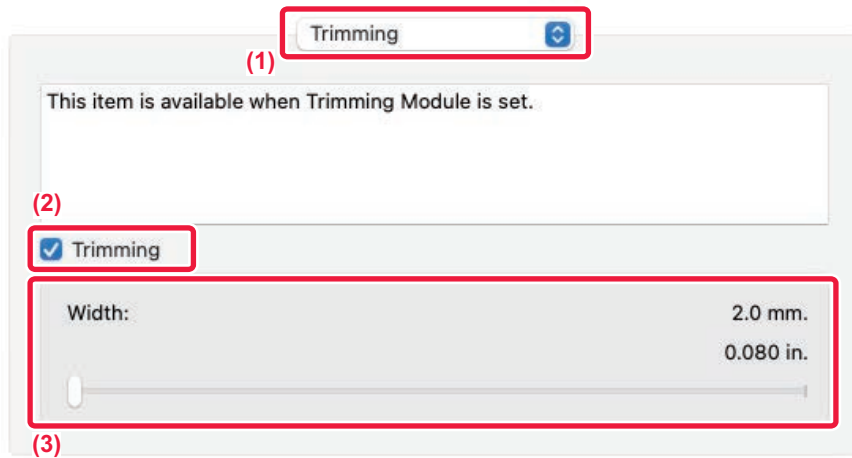 Trimming
(1)
This item is available when Trimming Module is set.
(2)
Trimming
Width: 2.0 mm.
0.080 in.
(3)